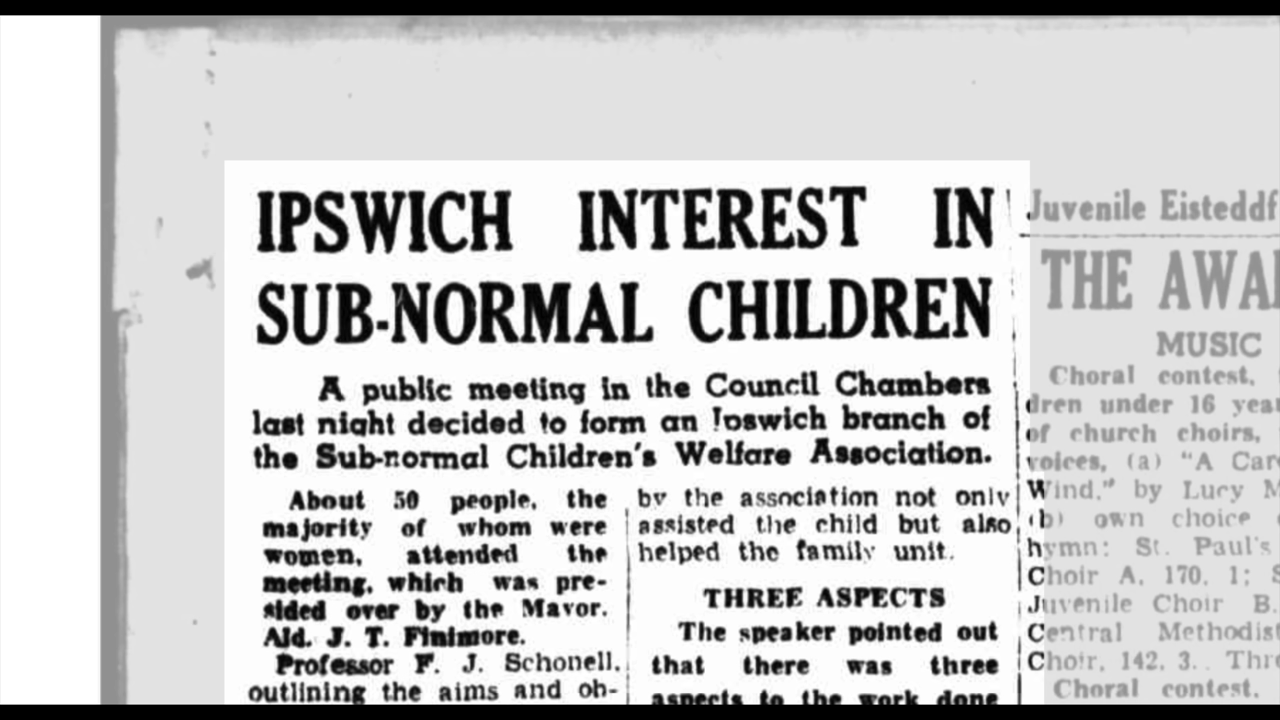 IPSWICH INTEREST IN
SUB-NORMAL CHILDREN
A public meeting in the Council Chambers
last night decided to form an Ipswich branch of
the Sub-normal Children's Welfare Association.
About 50 people, the
majority of whom were
women, attended the
meeting, which was pre-
sided over by the Mayor.
Ald. J. T. Finimore.
Professor F. J. Schonell,
outlining the aims and ob-
by the association not only
assisted the child but also
helped the family unit.
THREE ASPECTS
The speaker pointed out
that there was three
aspects to the work done
Juvenile Eisteddf
THE AWA
MUSIC
Choral contest,
dren under 16 yea
of church choirs,
voices, (a) "A Car
Wind," by Lucy M
(b) own choice
hymn: St. Paul's
Choir A, 170, 1; S
Juvenile Choir B.
Central Methodist
Choir, 142, 3. Thr
Choral contest.